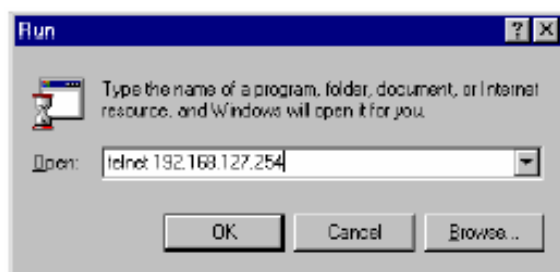 Run
Type the name of a program, folder, document, or Internet
resource, and Windows will open it for you.
Open: telnet 192.168.127.254
OK Cancel Browse...